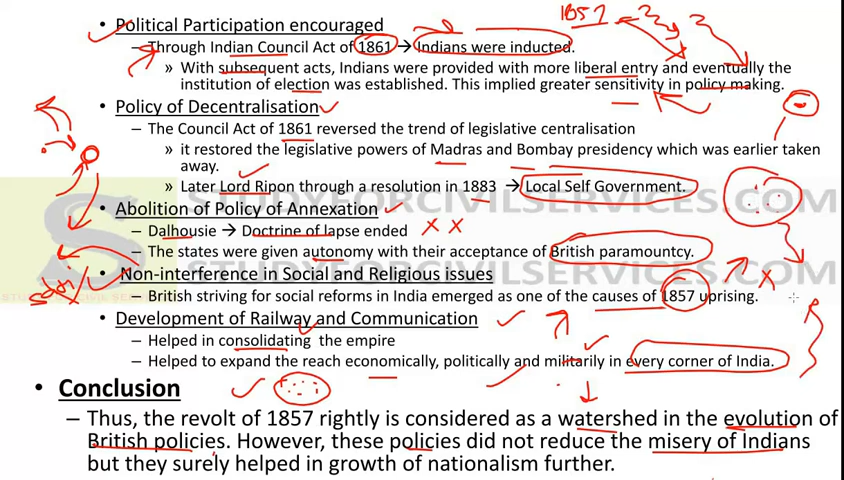 1857
• Political Participation encouraged
– Through Indian Council Act of 1861 → Indians were inducted.
» With subsequent acts, Indians were provided with more liberal entry and eventually the
institution of election was established. This implied greater sensitivity in policy making.
• Policy of Decentralisation
– The Council Act of 1861 reversed the trend of legislative centralisation
» it restored the legislative powers of Madras and Bombay presidency which was earlier taken
away.
» Later Lord Ripon through a resolution in 1883 → Local Self Government.
STUDYFORCIVILSERVICES.COM
• Abolition of Policy of Annexation
– Dalhousie → Doctrine of lapse ended
– The states were given autonomy with their acceptance of British paramountcy.
STUDYFORCIVILSERVICES.COM
• Non-interference in Social and Religious issues
– British striving for social reforms in India emerged as one of the causes of 1857 uprising.
• Development of Railway and Communication
– Helped in consolidating the empire
– Helped to expand the reach economically, politically and militarily in every corner of India.
• Conclusion
– Thus, the revolt of 1857 rightly is considered as a watershed in the evolution of
British policies. However, these policies did not reduce the misery of Indians
but they surely helped in growth of nationalism further.